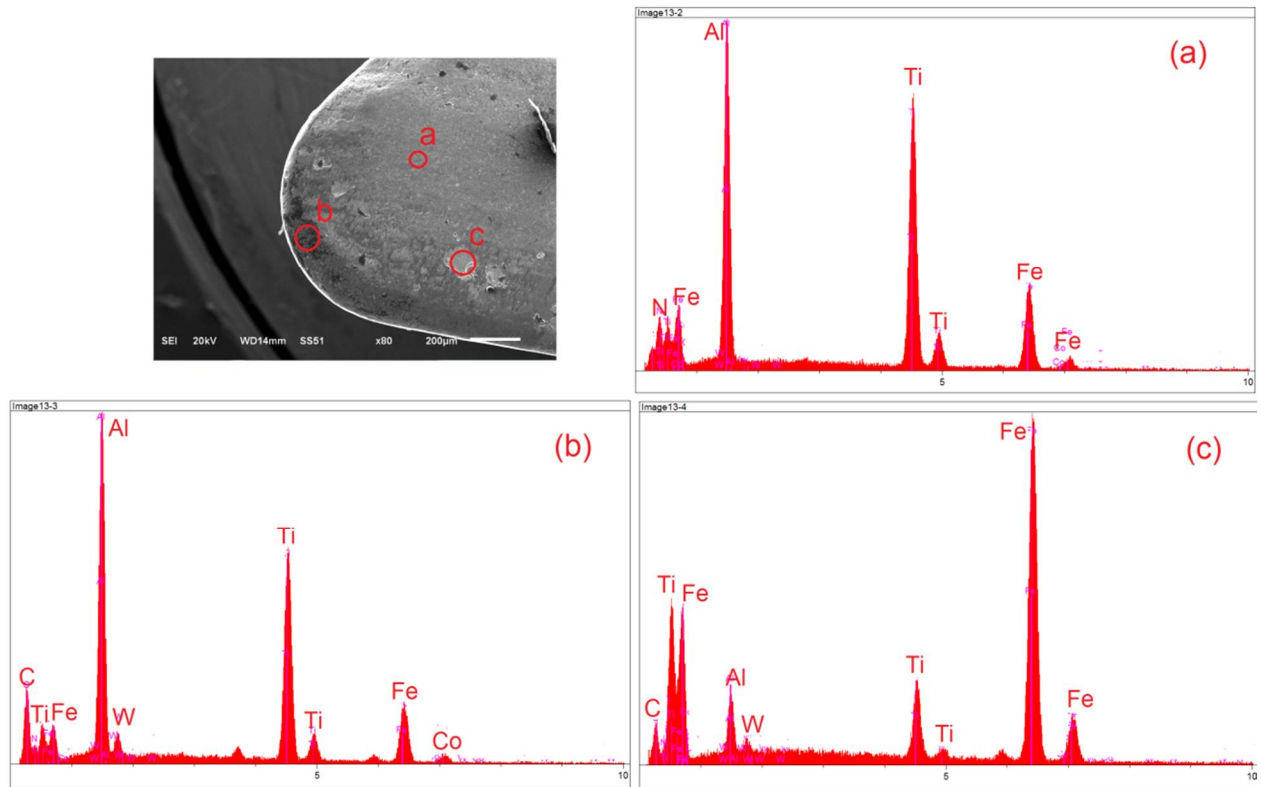 Image13-2
(a)
Al
Ti
N
Fe
Ti
Fe
Fe
5
10
a
b
c
SEI 20kV WD14mm SS51 x80 200μm
Image13-3
(b)
Al
C
Ti
Fe
W
Ti
Ti
Fe
Co
5
10
Image13-4
(c)
Fe
Ti
Fe
C
Al
W
Ti
Ti
Fe
5
10